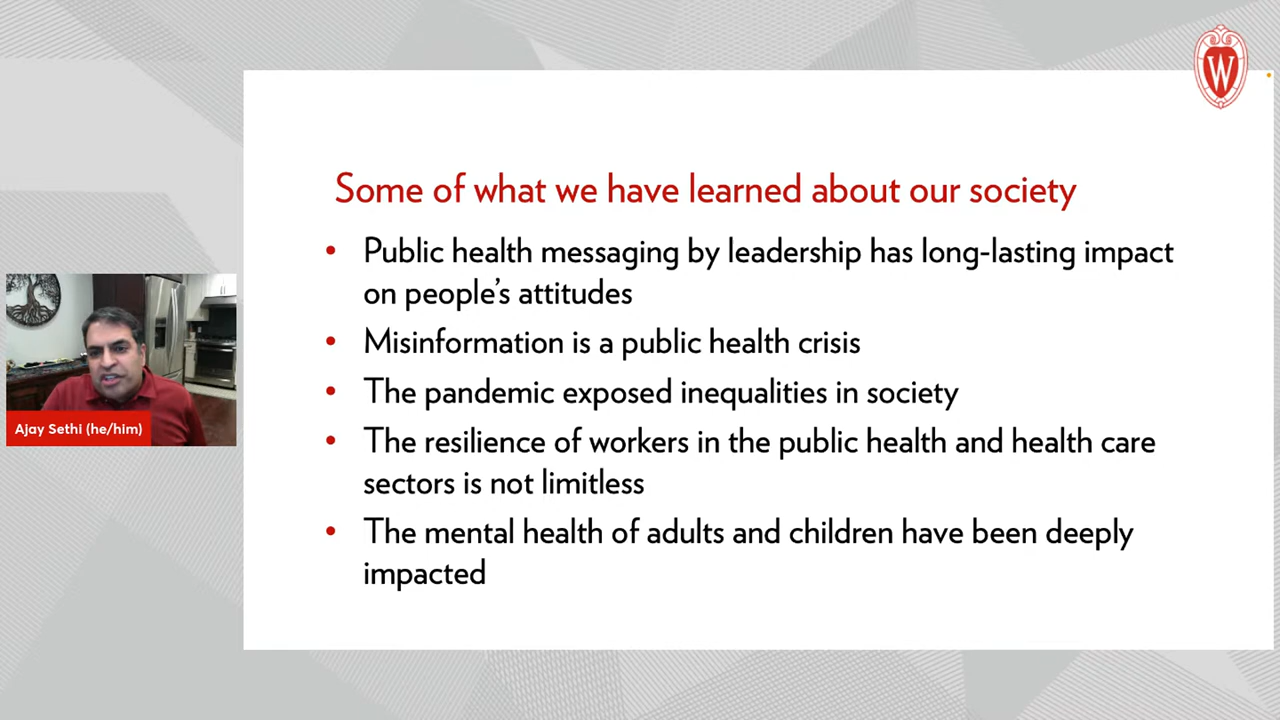 W
Some of what we have learned about our society
• Public health messaging by leadership has long-lasting impact
on people’s attitudes
• Misinformation is a public health crisis
• The pandemic exposed inequalities in society
• The resilience of workers in the public health and health care
sectors is not limitless
• The mental health of adults and children have been deeply
impacted
Ajay Sethi (he/him)